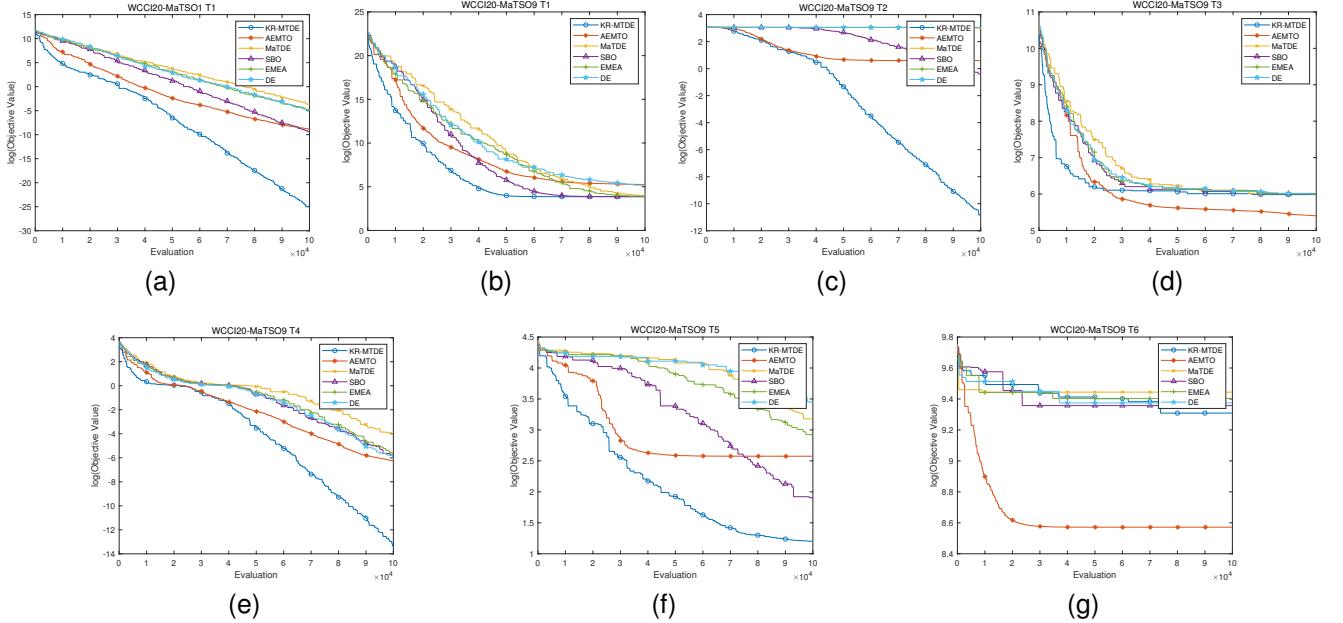 WCCI20-MaTSO1 T1
log(Objective Value)
15
10
5
0
-5
-10
-15
-20
-25
-30
KR-MTDE
AEMTO
MaTDE
SBO
EMEA
DE
0 1 2 3 4 5 6 7 8 9 10
Evaluation
×10^4
(a)
WCCI20-MaTSO9 T1
log(Objective Value)
25
20
15
10
5
0
KR-MTDE
AEMTO
MaTDE
SBO
EMEA
DE
0 1 2 3 4 5 6 7 8 9 10
Evaluation
×10^4
(b)
WCCI20-MaTSO9 T2
log(Objective Value)
4
2
0
-2
-4
-6
-8
-10
-12
KR-MTDE
AEMTO
MaTDE
SBO
EMEA
DE
0 1 2 3 4 5 6 7 8 9 10
Evaluation
×10^4
(c)
WCCI20-MaTSO9 T3
log(Objective Value)
11
10
9
8
7
6
5
KR-MTDE
AEMTO
MaTDE
SBO
EMEA
DE
0 1 2 3 4 5 6 7 8 9 10
Evaluation
×10^4
(d)
WCCI20-MaTSO9 T4
log(Objective Value)
4
2
0
-2
-4
-6
-8
-10
-12
-14
KR-MTDE
AEMTO
MaTDE
SBO
EMEA
DE
0 1 2 3 4 5 6 7 8 9 10
Evaluation
×10^4
(e)
WCCI20-MaTSO9 T5
log(Objective Value)
4.5
4
3.5
3
2.5
2
1.5
1
KR-MTDE
AEMTO
MaTDE
SBO
EMEA
DE
0 1 2 3 4 5 6 7 8 9 10
Evaluation
×10^4
(f)
WCCI20-MaTSO9 T6
log(Objective Value)
9.8
9.6
9.4
9.2
9
8.8
8.6
8.4
KR-MTDE
AEMTO
MaTDE
SBO
EMEA
DE
0 1 2 3 4 5 6 7 8 9 10
Evaluation
×10^4
(g)